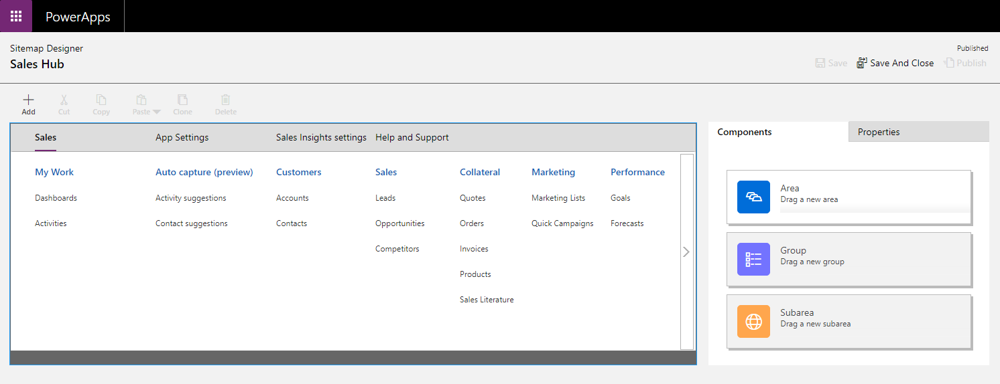 PowerApps
Sitemap Designer
Published
Sales Hub
Save
Save And Close
Publish
Add
Cut
Copy
Paste
Clone
Delete
Sales
App Settings
Sales Insights settings
Help and Support
My Work
Dashboards
Activities
Auto capture (preview)
Activity suggestions
Contact suggestions
Customers
Accounts
Contacts
Sales
Leads
Opportunities
Competitors
Collateral
Quotes
Orders
Invoices
Products
Sales Literature
Marketing
Marketing Lists
Quick Campaigns
Performance
Goals
Forecasts
Components
Properties
Area
Drag a new area
Group
Drag a new group
Subarea
Drag a new subarea